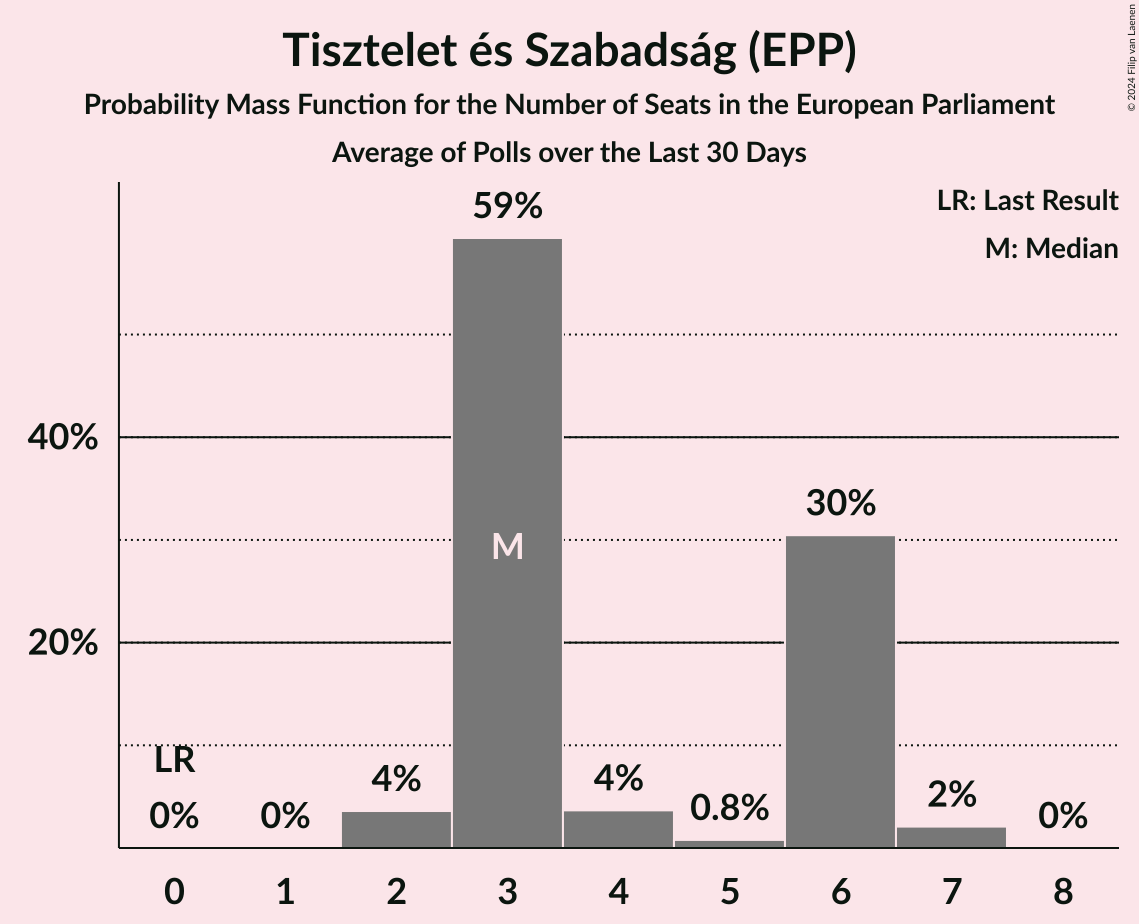 Tisztelet és Szabadság (EPP)
Probability Mass Function for the Number of Seats in the European Parliament
Average of Polls over the Last 30 Days
© 2024 Filip van Laenen
LR: Last Result
M: Median
59%
40%
30%
M
20%
LR
0%
0%
4%
4%
0.8%
2%
0%
0 1 2 3 4 5 6 7 8